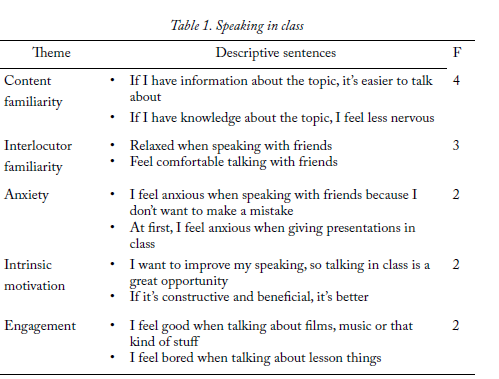 Table 1. Speaking in class
Theme Descriptive sentences F
Content familiarity • If I have information about the topic, it's easier to talk 4
about
• If I have knowledge about the topic, I feel less nervous
Interlocutor familiarity • Relaxed when speaking with friends 3
• Feel comfortable talking with friends
Anxiety • I feel anxious when speaking with friends because I 2
don't want to make a mistake
• At first, I feel anxious when giving presentations in
class
Intrinsic motivation • I want to improve my speaking, so talking in class is a 2
great opportunity
• If it's constructive and beneficial, it's better
Engagement • I feel good when talking about films, music or that 2
kind of stuff
• I feel bored when talking about lesson things